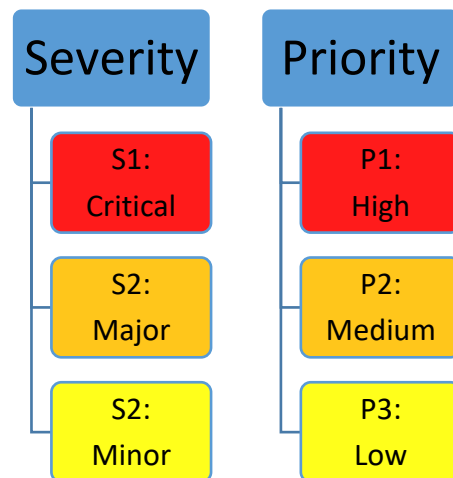 Severity
S1:
Critical
S2:
Major
S2:
Minor
Priority
P1:
High
P2:
Medium
P3:
Low